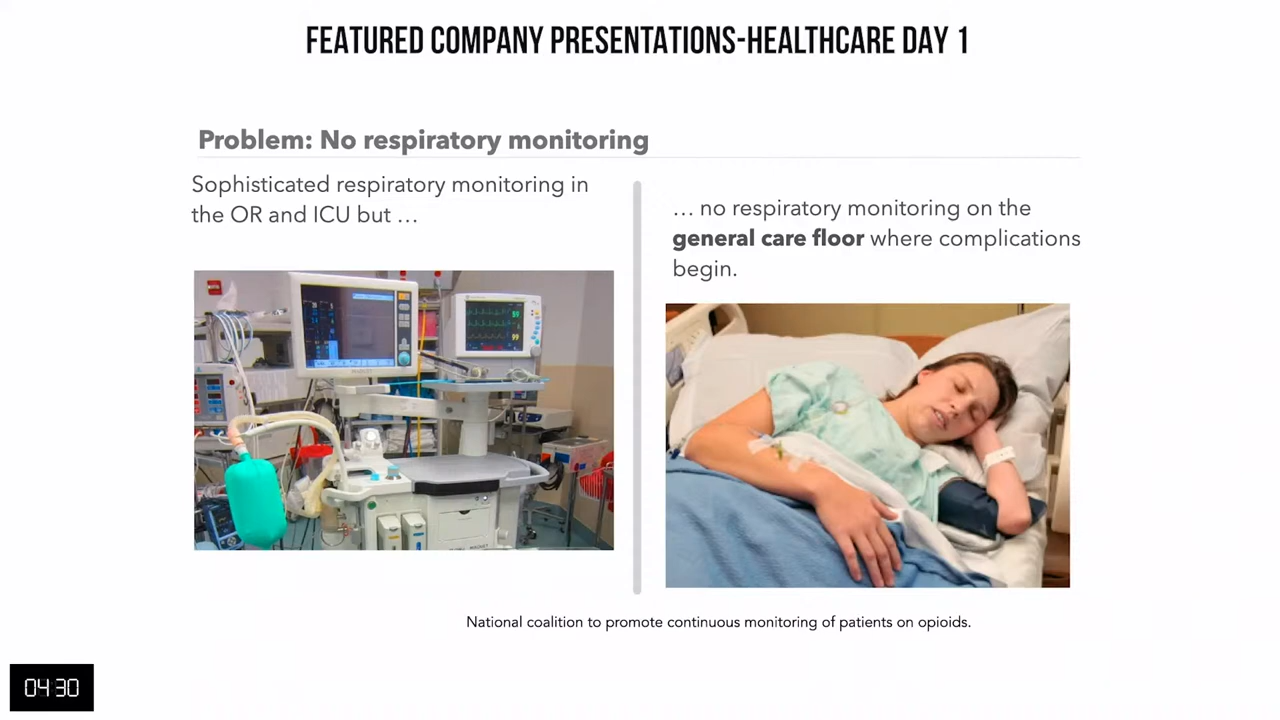 FEATURED COMPANY PRESENTATIONS-HEALTHCARE DAY 1
Problem: No respiratory monitoring
Sophisticated respiratory monitoring in
the OR and ICU but …
… no respiratory monitoring on the
general care floor where complications
begin.
59
99
National coalition to promote continuous monitoring of patients on opioids.
04:30